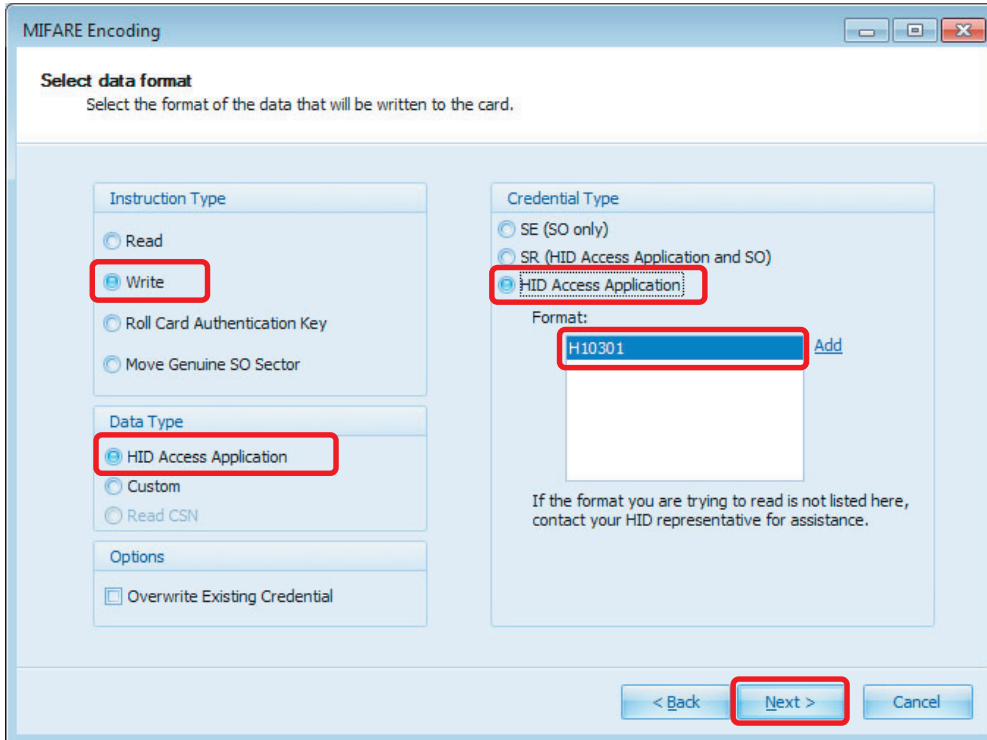 MIFARE Encoding
Select data format
Select the format of the data that will be written to the card.
Instruction Type
Read
Write
Roll Card Authentication Key
Move Genuine SO Sector
Data Type
HID Access Application
Custom
Read CSN
Options
Overwrite Existing Credential
Credential Type
SE (SO only)
SR (HID Access Application and SO)
HID Access Application
Format:
H10301
Add
If the format you are trying to read is not listed here,
contact your HID representative for assistance.
< Back
Next >
Cancel